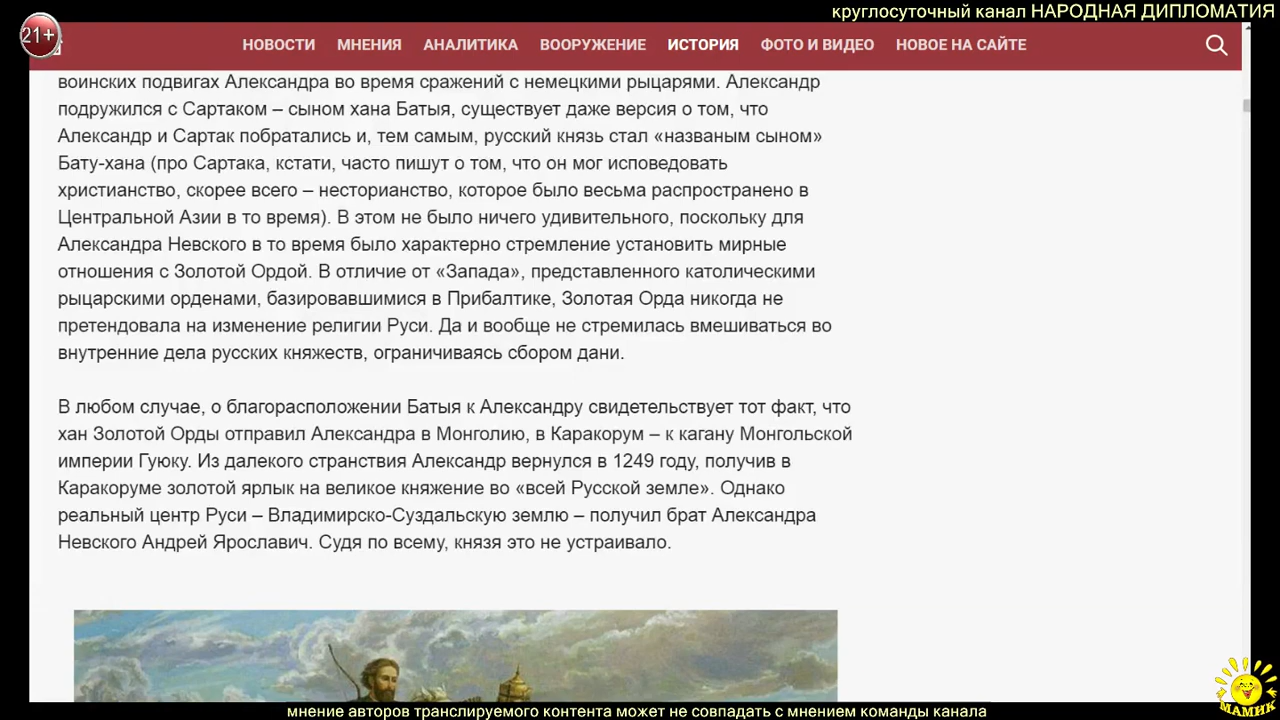 круглосуточный канал НАРОДНАЯ ДИПЛОМАТИЯ
21+
НОВОСТИ МНЕНИЯ АНАЛИТИКА ВООРУЖЕНИЕ ИСТОРИЯ ФОТО И ВИДЕО НОВОЕ НА САЙТЕ
воинских подвигах Александра во время сражений с немецкими рыцарями. Александр
подружился с Сартаком – сыном хана Батыя, существует даже версия о том, что
Александр и Сартак побратались и, тем самым, русский князь стал «названым сыном»
Бату-хана (про Сартака, кстати, часто пишут о том, что он мог исповедовать
христианство, скорее всего – несторианство, которое было весьма распространено в
Центральной Азии в то время). В этом не было ничего удивительного, поскольку для
Александра Невского в то время было характерно стремление установить мирные
отношения с Золотой Ордой. В отличие от «Запада», представленного католическими
рыцарскими орденами, базировавшимися в Прибалтике, Золотая Орда никогда не
претендовала на изменение религии Руси. Да и вообще не стремилась вмешиваться во
внутренние дела русских княжеств, ограничиваясь сбором дани.
В любом случае, о благорасположении Батыя к Александру свидетельствует тот факт, что
хан Золотой Орды отправил Александра в Монголию, в Каракорум – к кагану Монгольской
империи Гуюку. Из далекого странствия Александр вернулся в 1249 году, получив в
Каракоруме золотой ярлык на великое княжение во «всей Русской земле». Однако
реальный центр Руси – Владимирско-Суздальскую землю – получил брат Александра
Невского Андрей Ярославич. Судя по всему, князя это не устраивало.
МАМИК
мнение авторов транслируемого контента может не совпадать с мнением команды канала